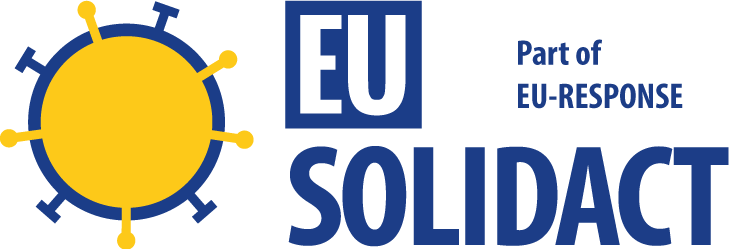 EU
SOLIDACT
Part of
EU-RESPONSE